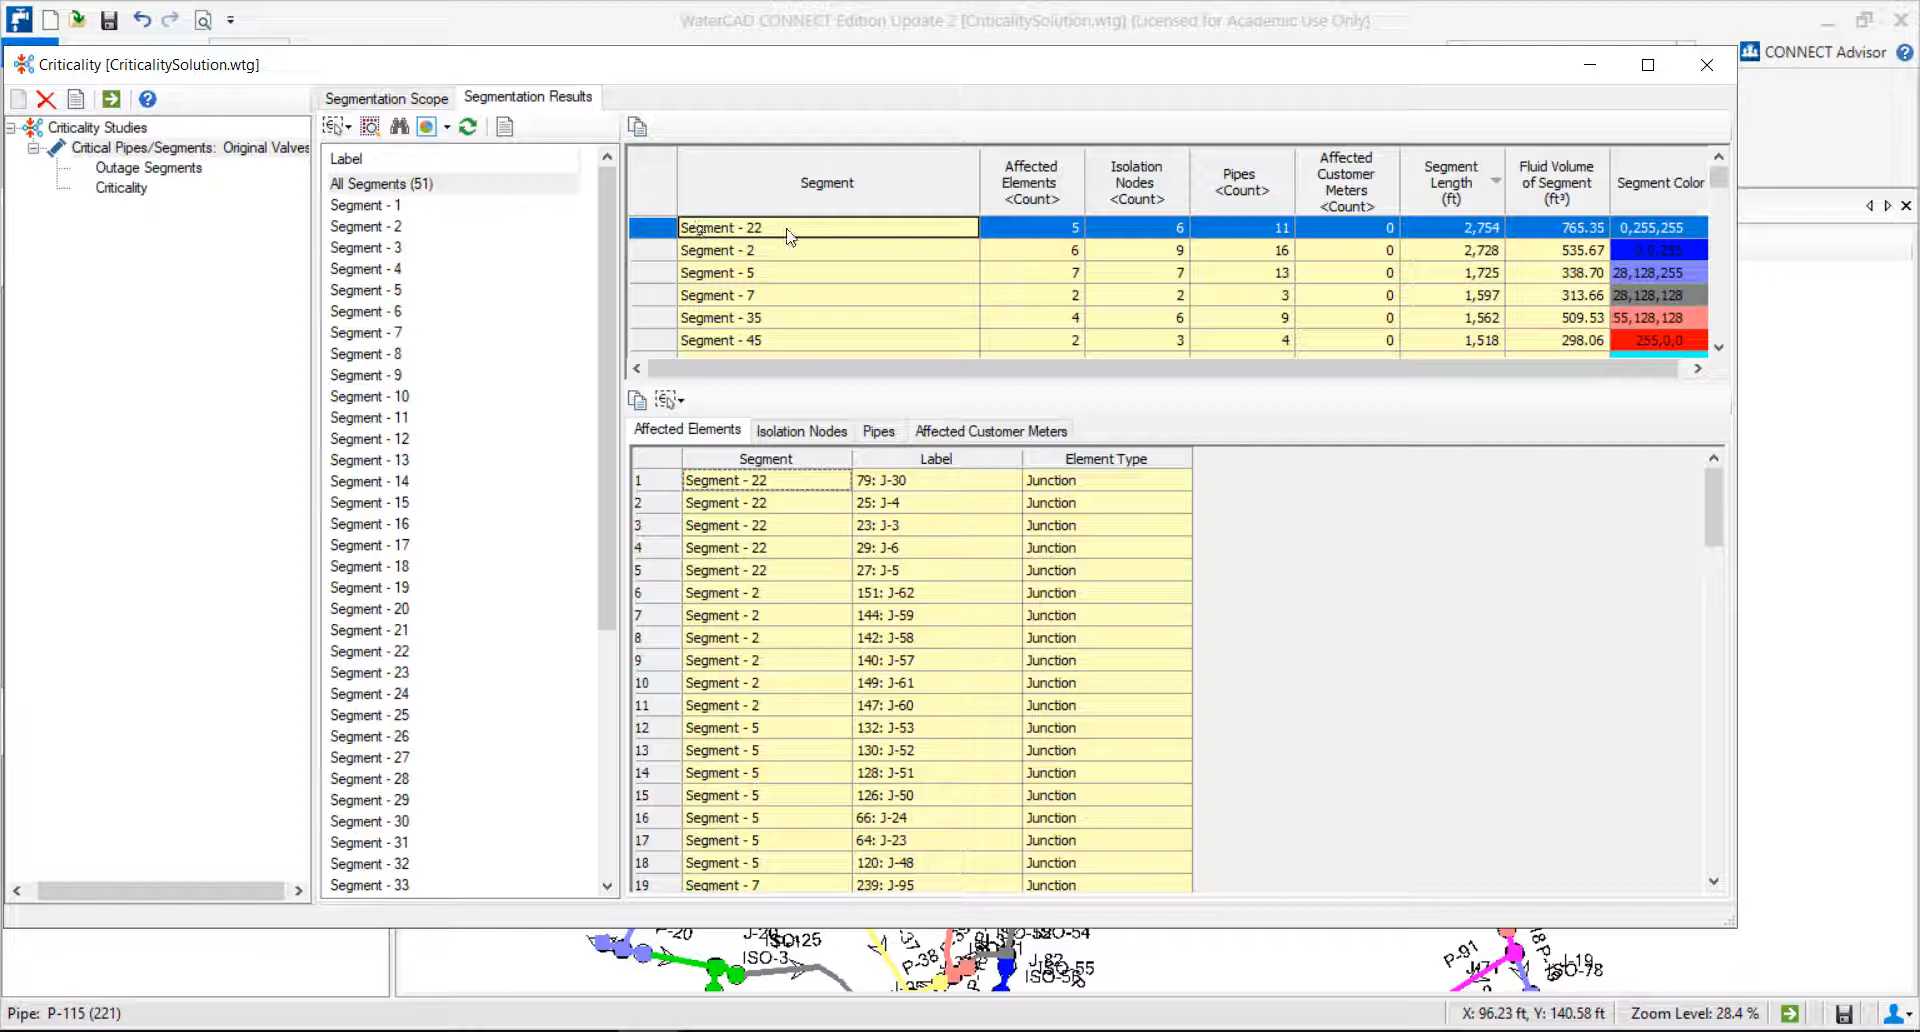 WaterCAD CONNECT Edition Update 2 [CriticalitySolution.wtg] (Licensed for Academic Use Only)
CONNECT Advisor
Criticality [CriticalitySolution.wtg]
Segmentation Scope
Segmentation Results
Criticality Studies
Critical Pipes/Segments: Original Valves
Outage Segments
Criticality
Label
All Segments (51)
Segment - 1
Segment - 2
Segment - 3
Segment - 4
Segment - 5
Segment - 6
Segment - 7
Segment - 8
Segment - 9
Segment - 10
Segment - 11
Segment - 12
Segment - 13
Segment - 14
Segment - 15
Segment - 16
Segment - 17
Segment - 18
Segment - 19
Segment - 20
Segment - 21
Segment - 22
Segment - 23
Segment - 24
Segment - 25
Segment - 26
Segment - 27
Segment - 28
Segment - 29
Segment - 30
Segment - 31
Segment - 32
Segment - 33
Segment Affected Elements <Count> Isolation Nodes <Count> Pipes <Count> Affected Customer Meters <Count> Segment Length (ft) Fluid Volume of Segment (ft³) Segment Color
Segment - 22 5 6 11 0 2,754 765.35 0,255,255
Segment - 2 6 9 16 0 2,728 535.67 0,0,255
Segment - 5 7 7 13 0 1,725 338.70 28,128,255
Segment - 7 2 2 3 0 1,597 313.66 28,128,128
Segment - 35 4 6 9 0 1,562 509.53 55,128,128
Segment - 45 2 3 4 0 1,518 298.06 255,0,0
Affected Elements Isolation Nodes Pipes Affected Customer Meters
Segment Label Element Type
1 Segment - 22 79: J-30 Junction
2 Segment - 22 25: J-4 Junction
3 Segment - 22 23: J-3 Junction
4 Segment - 22 29: J-6 Junction
5 Segment - 22 27: J-5 Junction
6 Segment - 2 151: J-62 Junction
7 Segment - 2 144: J-59 Junction
8 Segment - 2 142: J-58 Junction
9 Segment - 2 140: J-57 Junction
10 Segment - 2 149: J-61 Junction
11 Segment - 2 147: J-60 Junction
12 Segment - 5 132: J-53 Junction
13 Segment - 5 130: J-52 Junction
14 Segment - 5 128: J-51 Junction
15 Segment - 5 126: J-50 Junction
16 Segment - 5 66: J-24 Junction
17 Segment - 5 64: J-23 Junction
18 Segment - 5 120: J-48 Junction
19 Segment - 7 239: J-95 Junction
P-20
ISO-3
P-38
J-82
P-91
Pipe: P-115 (221)
X: 96.23 ft, Y: 140.58 ft Zoom Level: 28.4 %